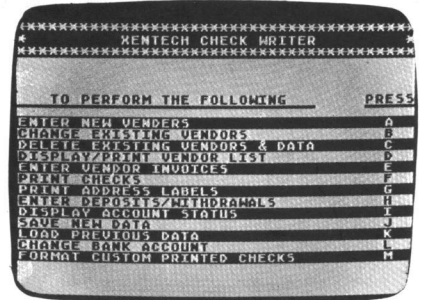 ****************************************
* XENTECH CHECK WRITER *
****************************************
TO PERFORM THE FOLLOWING PRESS
ENTER NEW VENDERS A
CHANGE EXISTING VENDORS B
DELETE EXISTING VENDORS & DATA C
DISPLAY/PRINT VENDOR LIST D
ENTER VENDOR INVOICES E
PRINT CHECKS F
PRINT ADDRESS LABELS G
ENTER DEPOSITS/WITHDRAWALS H
DISPLAY ACCOUNT STATUS I
SAVE NEW DATA J
LOAD PREVIOUS DATA K
CHANGE BANK ACCOUNT L
FORMAT CUSTOM PRINTED CHECKS M